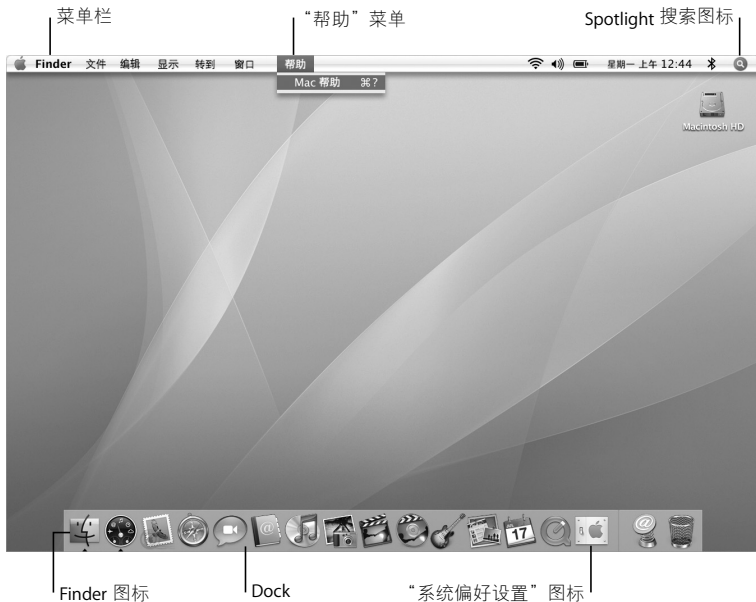 菜单栏
“帮助”菜单
Spotlight 搜索图标
Finder 文件 编辑 显示 转到 窗口 帮助 星期一 上午 12:44
Mac 帮助 ⌘?
Macintosh HD
17
Finder 图标
Dock
“系统偏好设置”图标